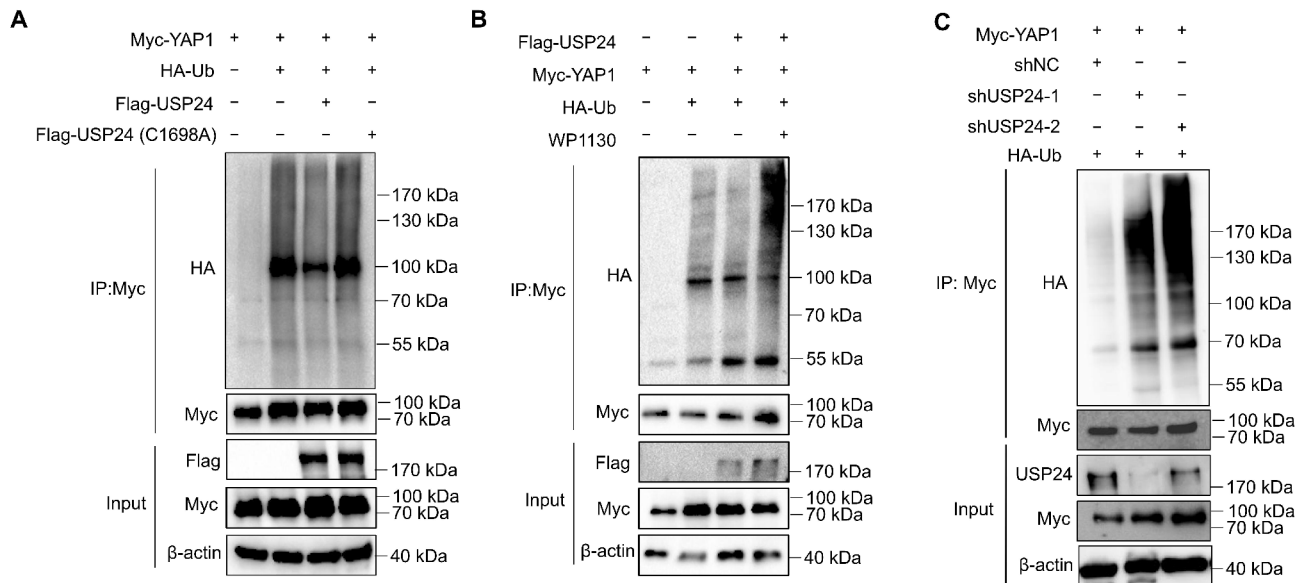 A
Myc-YAP1 + + + +
HA-Ub − + + +
Flag-USP24 − − + −
Flag-USP24 (C1698A) − − − +
IP:Myc
HA
170 kDa
130 kDa
100 kDa
70 kDa
55 kDa
Myc
100 kDa
70 kDa
Input
Flag
170 kDa
Myc
100 kDa
70 kDa
β-actin
40 kDa
B
Flag-USP24 − − + +
Myc-YAP1 + + + +
HA-Ub − + + +
WP1130 − − − +
IP:Myc
HA
170 kDa
130 kDa
100 kDa
70 kDa
55 kDa
Myc
100 kDa
70 kDa
Input
Flag
170 kDa
Myc
100 kDa
70 kDa
β-actin
40 kDa
C
Myc-YAP1 + + +
shNC + − −
shUSP24-1 − + −
shUSP24-2 − − +
HA-Ub + + +
IP: Myc
HA
170 kDa
130 kDa
100 kDa
70 kDa
55 kDa
Myc
100 kDa
70 kDa
Input
USP24
170 kDa
Myc
100 kDa
70 kDa
β-actin
40 kDa